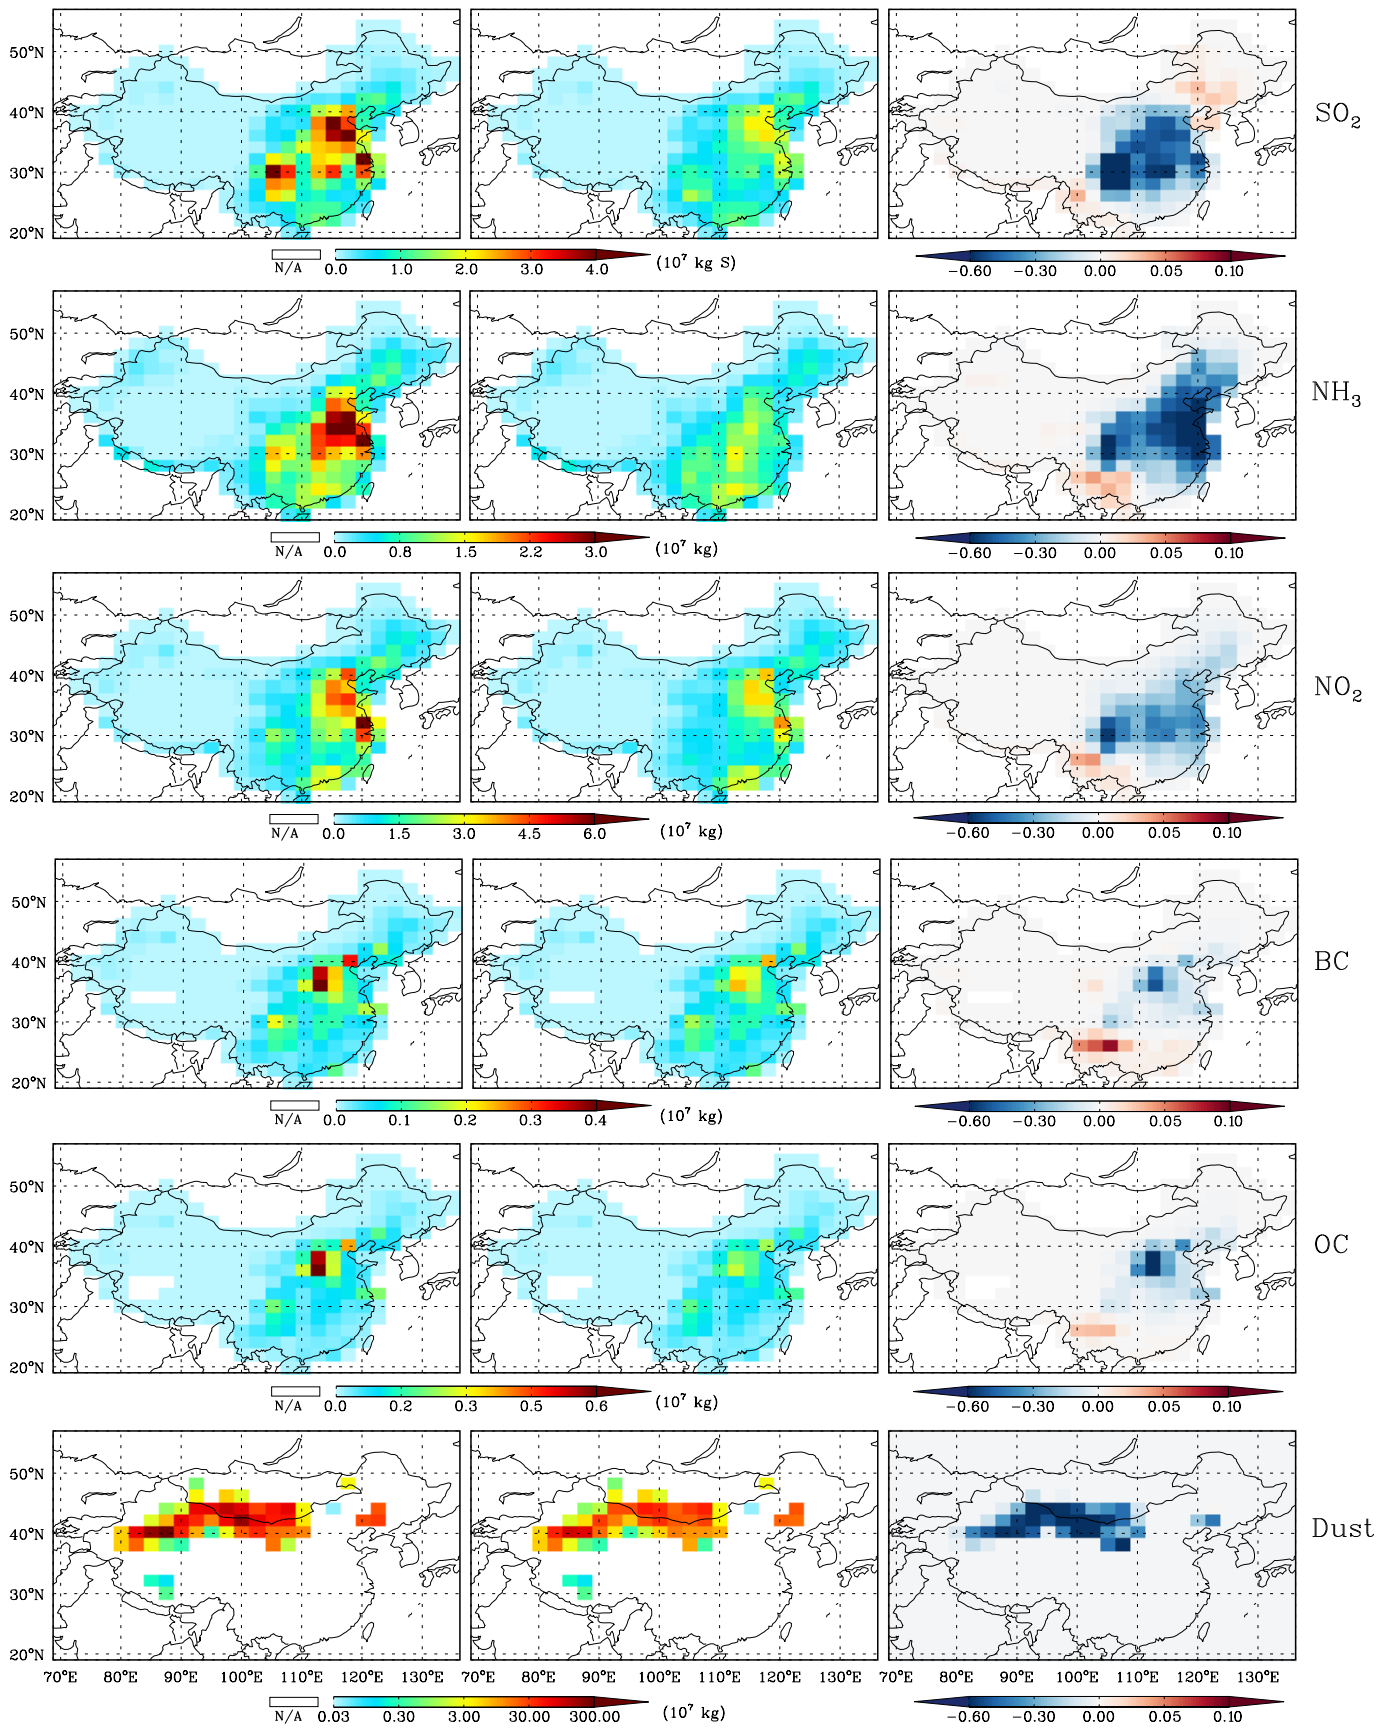 50°N
40°N
30°N
20°N
SO₂
N/A 0.0 1.0 2.0 3.0 4.0 (10⁷ kg S)
−0.60 −0.30 0.00 0.05 0.10
50°N
40°N
30°N
20°N
NH₃
N/A 0.0 0.8 1.5 2.2 3.0 (10⁷ kg)
−0.60 −0.30 0.00 0.05 0.10
50°N
40°N
30°N
20°N
NO₂
N/A 0.0 1.5 3.0 4.5 6.0 (10⁷ kg)
−0.60 −0.30 0.00 0.05 0.10
50°N
40°N
30°N
20°N
BC
N/A 0.0 0.1 0.2 0.3 0.4 (10⁷ kg)
−0.60 −0.30 0.00 0.05 0.10
50°N
40°N
30°N
20°N
OC
N/A 0.0 0.2 0.3 0.5 0.6 (10⁷ kg)
−0.60 −0.30 0.00 0.05 0.10
50°N
40°N
30°N
20°N
Dust
70°E 80°E 90°E 100°E 110°E 120°E 130°E
70°E 80°E 90°E 100°E 110°E 120°E 130°E
70°E 80°E 90°E 100°E 110°E 120°E 130°E
N/A 0.03 0.30 3.00 30.00 300.00 (10⁷ kg)
−0.60 −0.30 0.00 0.05 0.10